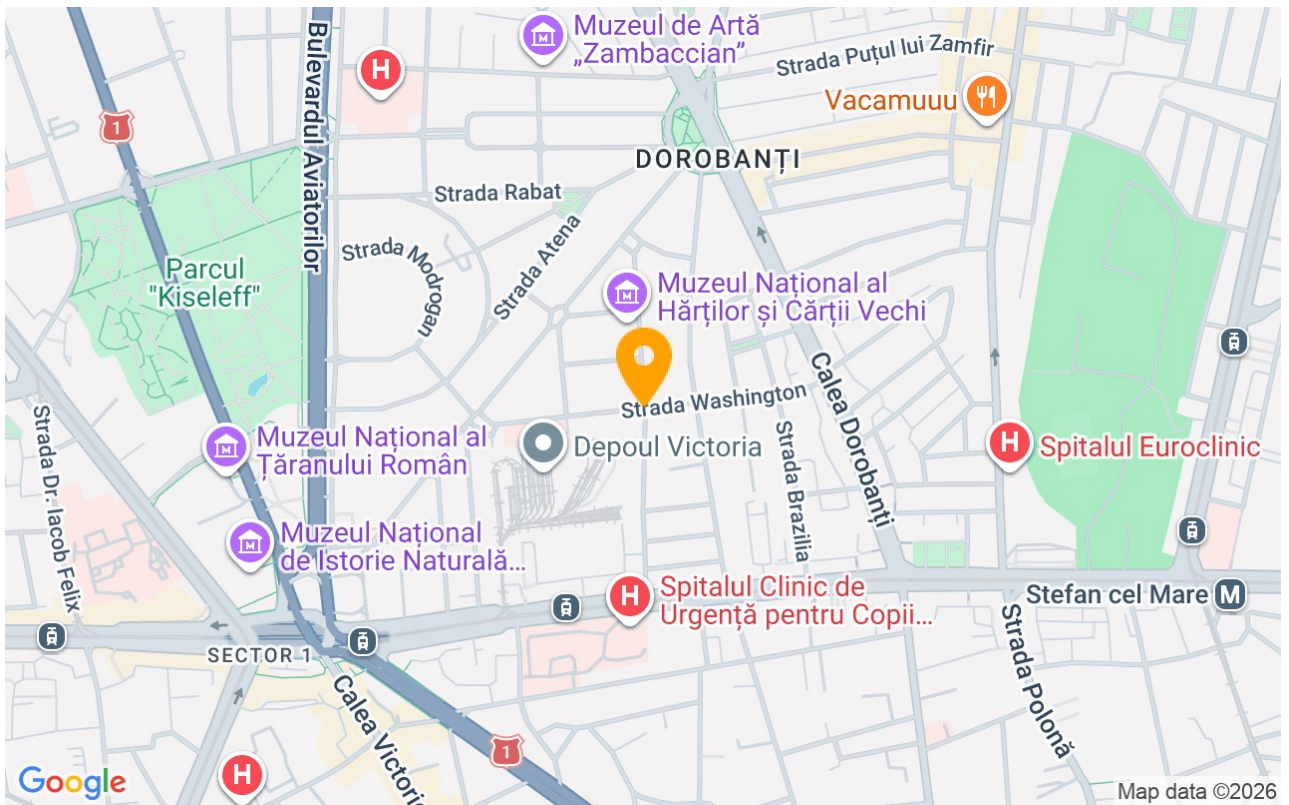 Muzeul de Artă
„Zambaccian”
Strada Puțul lui Zamfir
H
Bulevardul Aviatorilor
Vacamuuu
1
DOROBANȚI
Strada Rabat
Strada Atena
Strada Modrogan
Parcul
"Kiseleff"
M
Muzeul Național al
Hărților și Cărții Vechi
Calea Dorobanți
Strada Washington
Muzeul Național al
Țăranului Român
Depoul Victoria
Strada Brazilia
H
Spitalul Euroclinic
Strada Dr. Iacob Felix
Muzeul Național
de Istorie Naturală...
H
Spitalul Clinic de
Urgență pentru Copii...
Stefan cel Mare M
SECTOR 1
Strada Polonă
Calea Victoriei
1
H
Google
Map data ©2026